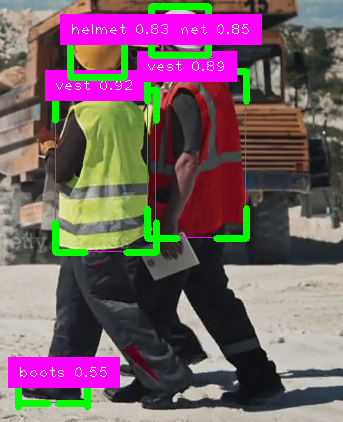 helmet 0.83 net 0.85
vest 0.89
vest 0.92
boots 0.55